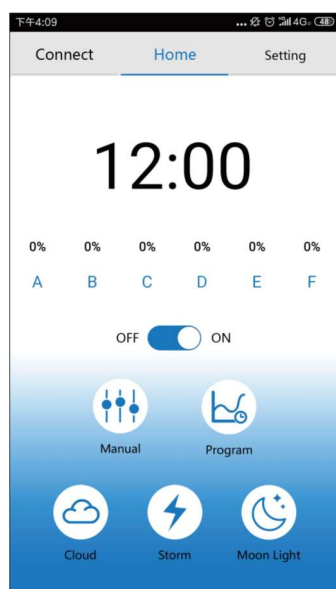 下午4:09 ... 4G 48
Connect Home Setting
12:00
0% 0% 0% 0% 0% 0%
A B C D E F
OFF ON
Manual Program
Cloud Storm Moon Light